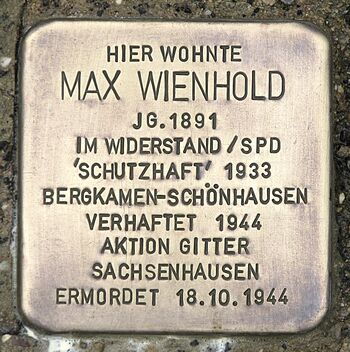 HIER WOHNTE
MAX WIENHOLD
JG. 1891
IM WIDERSTAND / SPD
'SCHUTZHAFT' 1933
BERGKAMEN-SCHÖNHAUSEN
VERHAFTET 1944
AKTION GITTER
SACHSENHAUSEN
ERMORDET 18.10.1944